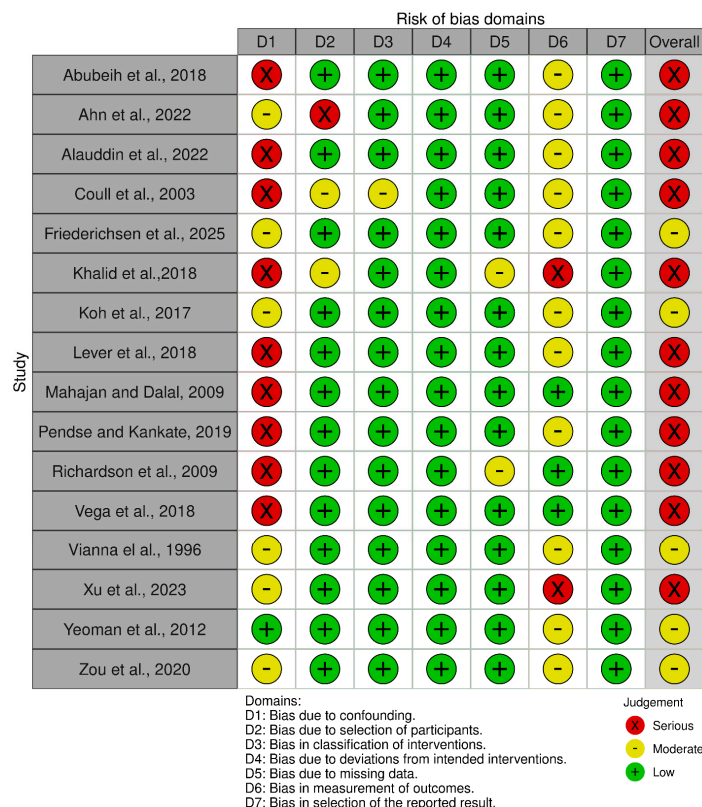 Risk of bias domains
D1 D2 D3 D4 D5 D6 D7 Overall
Study
Abubeih et al., 2018 X + + + + - + X
Ahn et al., 2022 - X + + + - + X
Alauddin et al., 2022 X + + + + - + X
Coull et al., 2003 X - - + + - + X
Friederichsen et al., 2025 - + + + + - + -
Khalid et al.,2018 X - + + - X + X
Koh et al., 2017 - + + + + - + -
Lever et al., 2018 X + + + + - + X
Mahajan and Dalal, 2009 X + + + + + + X
Pendse and Kankate, 2019 X + + + + - + X
Richardson et al., 2009 X + + + - + + X
Vega et al., 2018 X + + + + + + X
Vianna el al., 1996 - + + + + - + -
Xu et al., 2023 - + + + + X + X
Yeoman et al., 2012 + + + + + - + -
Zou et al., 2020 - + + + + - + -
Domains:
D1: Bias due to confounding.
D2: Bias due to selection of participants.
D3: Bias in classification of interventions.
D4: Bias due to deviations from intended interventions.
D5: Bias due to missing data.
D6: Bias in measurement of outcomes.
D7: Bias in selection of the reported result.
Judgement
X Serious
- Moderate
+ Low